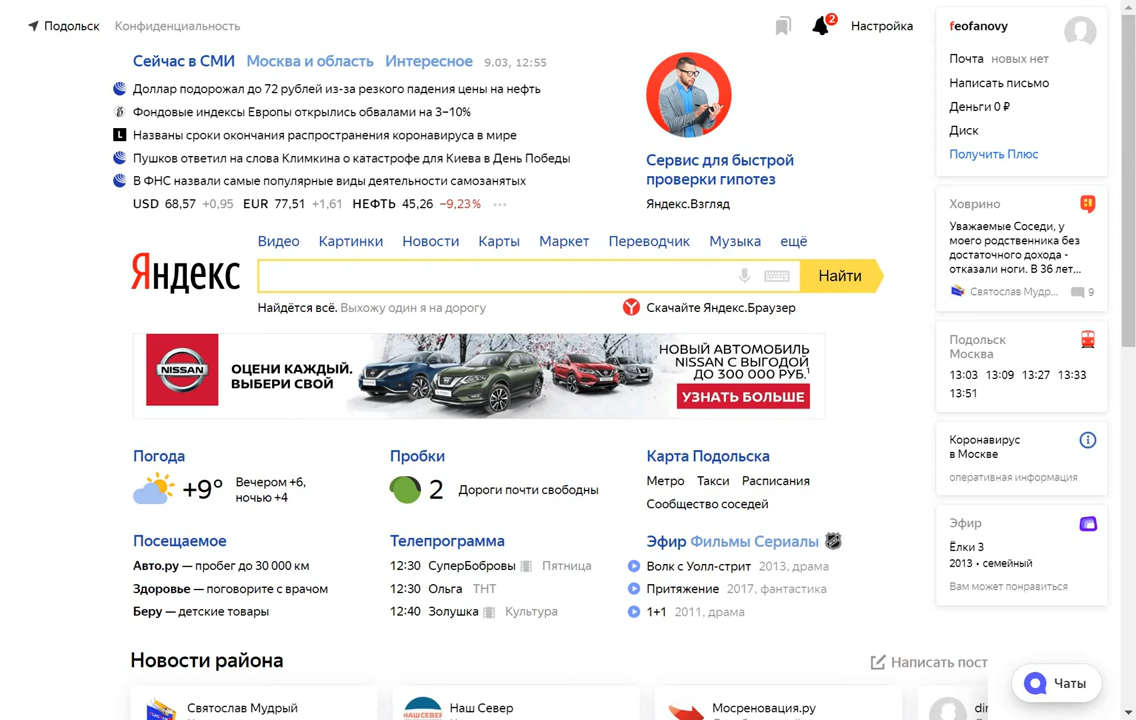 Подольск Конфиденциальность
2 Настройка
Сейчас в СМИ Москва и область Интересное 9.03, 12:55
Доллар подорожал до 72 рублей из-за резкого падения цены на нефть
Фондовые индексы Европы открылись обвалами на 3–10%
L Названы сроки окончания распространения коронавируса в мире
Пушков ответил на слова Климкина о катастрофе для Киева в День Победы
В ФНС назвали самые популярные виды деятельности самозанятых
USD 68,57 +0,95 EUR 77,51 +1,61 НЕФТЬ 45,26 −9,23% ···
Сервис для быстрой
проверки гипотез
Яндекс.Взгляд
Видео Картинки Новости Карты Маркет Переводчик Музыка ещё
Яндекс Найти
Найдётся всё. Выхожу один я на дорогу
Скачайте Яндекс.Браузер
NISSAN
ОЦЕНИ КАЖДЫЙ.
ВЫБЕРИ СВОЙ
НОВЫЙ АВТОМОБИЛЬ
NISSAN С ВЫГОДОЙ
ДО 300 000 РУБ.¹
УЗНАТЬ БОЛЬШЕ
Погода
+9° Вечером +6,
ночью +4
Пробки
2 Дороги почти свободны
Карта Подольска
Метро Такси Расписания
Сообщество соседей
Посещаемое
Авто.ру — пробег до 30 000 км
Здоровье — поговорите с врачом
Беру — детские товары
Телепрограмма
12:30 СуперБобровы Пятница
12:30 Ольга ТНТ
12:40 Золушка Культура
Эфир Фильмы Сериалы
Волк с Уолл-стрит 2013, драма
Притяжение 2017, фантастика
1+1 2011, драма
Новости района
Написать пост
Святослав Мудрый
НАШ СЕВЕР Наш Север
Мосреновация.ру
dir
feofanovy
Почта новых нет
Написать письмо
Деньги 0 ₽
Диск
Получить Плюс
Ховрино
Уважаемые Соседи, у
моего родственника без
достаточного дохода -
отказали ноги. В 36 лет...
Святослав Мудр... 9
Подольск
Москва
13:03 13:09 13:27 13:33
13:51
Коронавирус
в Москве
оперативная информация
Эфир
Ёлки 3
2013 • семейный
Вам может понравиться
Чаты